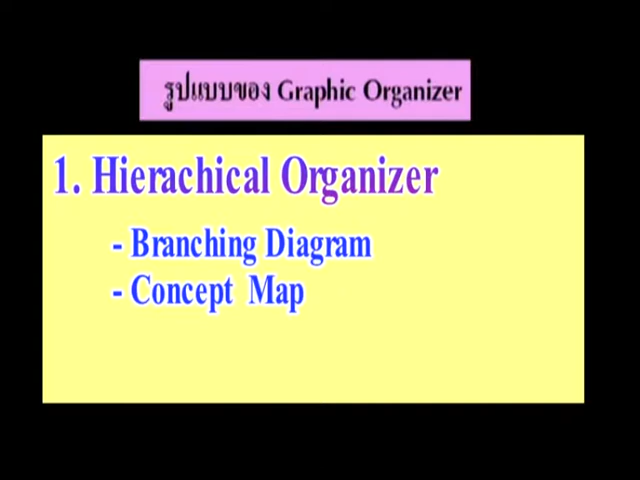 รูปแบบของ Graphic Organizer
1. Hierachical Organizer
- Branching Diagram
- Concept Map